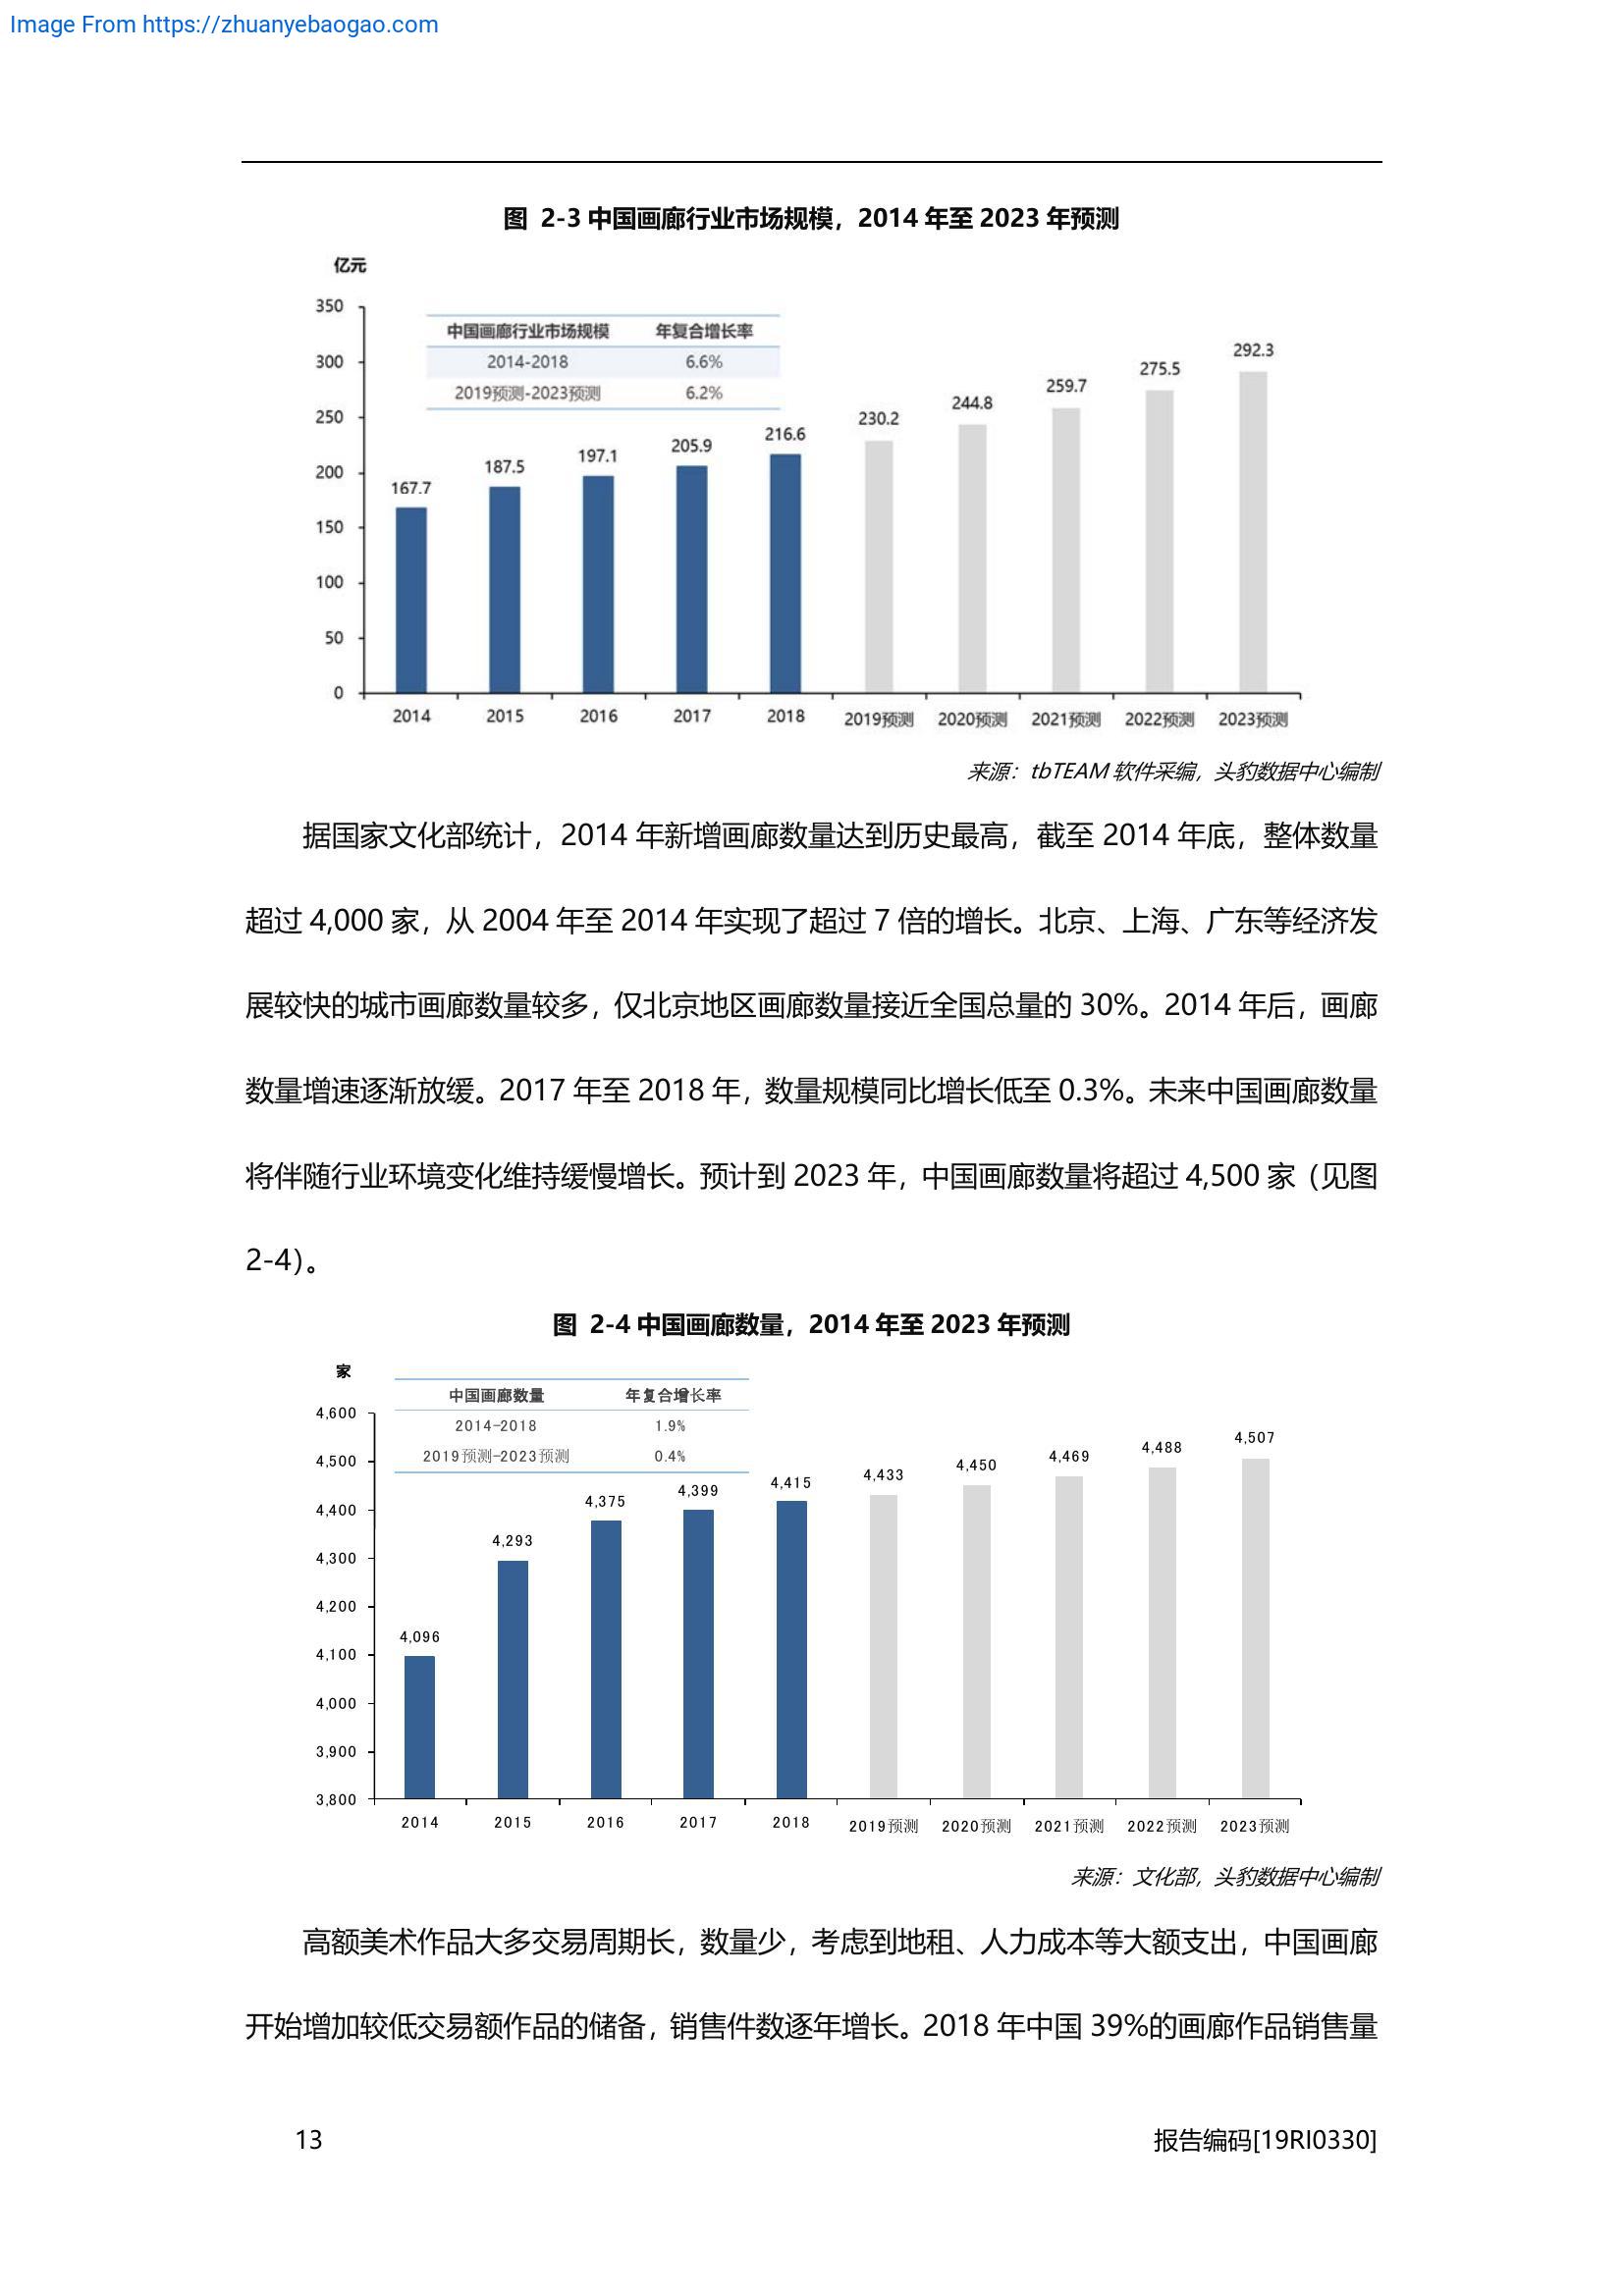 Image From https://zhuanyebaogao.com
图 2-3 中国画廊行业市场规模，2014 年至 2023 年预测
亿元
350
300
250
200
150
100
50
0
中国画廊行业市场规模 年复合增长率
2014-2018 6.6%
2019预测-2023预测 6.2%
167.7 187.5 197.1 205.9 216.6 230.2 244.8 259.7 275.5 292.3
2014 2015 2016 2017 2018 2019预测 2020预测 2021预测 2022预测 2023预测
来源：tbTEAM 软件采编，头豹数据中心编制
据国家文化部统计，2014 年新增画廊数量达到历史最高，截至 2014 年底，整体数量
超过 4,000 家，从 2004 年至 2014 年实现了超过 7 倍的增长。北京、上海、广东等经济发
展较快的城市画廊数量较多，仅北京地区画廊数量接近全国总量的 30%。2014 年后，画廊
数量增速逐渐放缓。2017 年至 2018 年，数量规模同比增长低至 0.3%。未来中国画廊数量
将伴随行业环境变化维持缓慢增长。预计到 2023 年，中国画廊数量将超过 4,500 家（见图
2-4）。
图 2-4 中国画廊数量，2014 年至 2023 年预测
家
4,600
4,500
4,400
4,300
4,200
4,100
4,000
3,900
3,800
中国画廊数量 年复合增长率
2014-2018 1.9%
2019预测-2023预测 0.4%
4,096 4,293 4,375 4,399 4,415 4,433 4,450 4,469 4,488 4,507
2014 2015 2016 2017 2018 2019预测 2020预测 2021预测 2022预测 2023预测
来源：文化部，头豹数据中心编制
高额美术作品大多交易周期长，数量少，考虑到地租、人力成本等大额支出，中国画廊
开始增加较低交易额作品的储备，销售件数逐年增长。2018 年中国 39%的画廊作品销售量
13
报告编码[19RI0330]